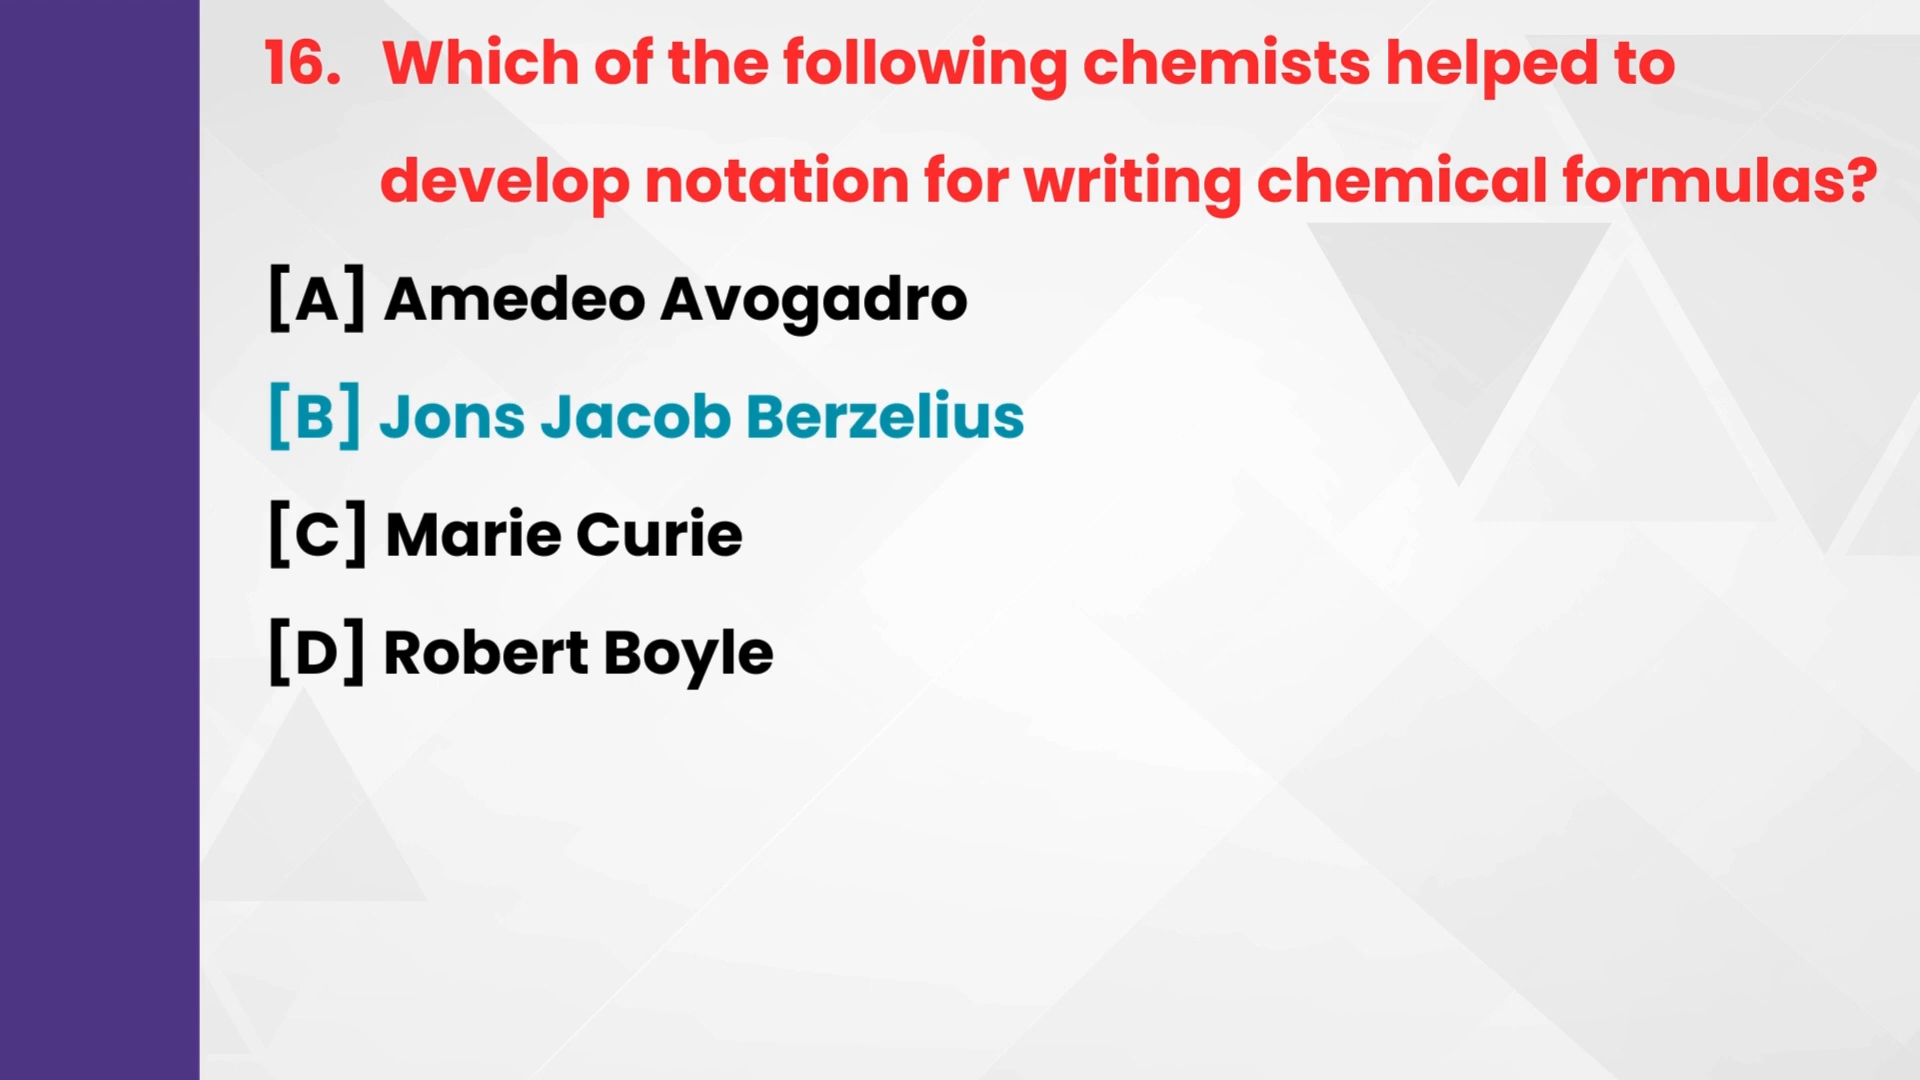 16. Which of the following chemists helped to
develop notation for writing chemical formulas?
[A] Amedeo Avogadro
[B] Jons Jacob Berzelius
[C] Marie Curie
[D] Robert Boyle